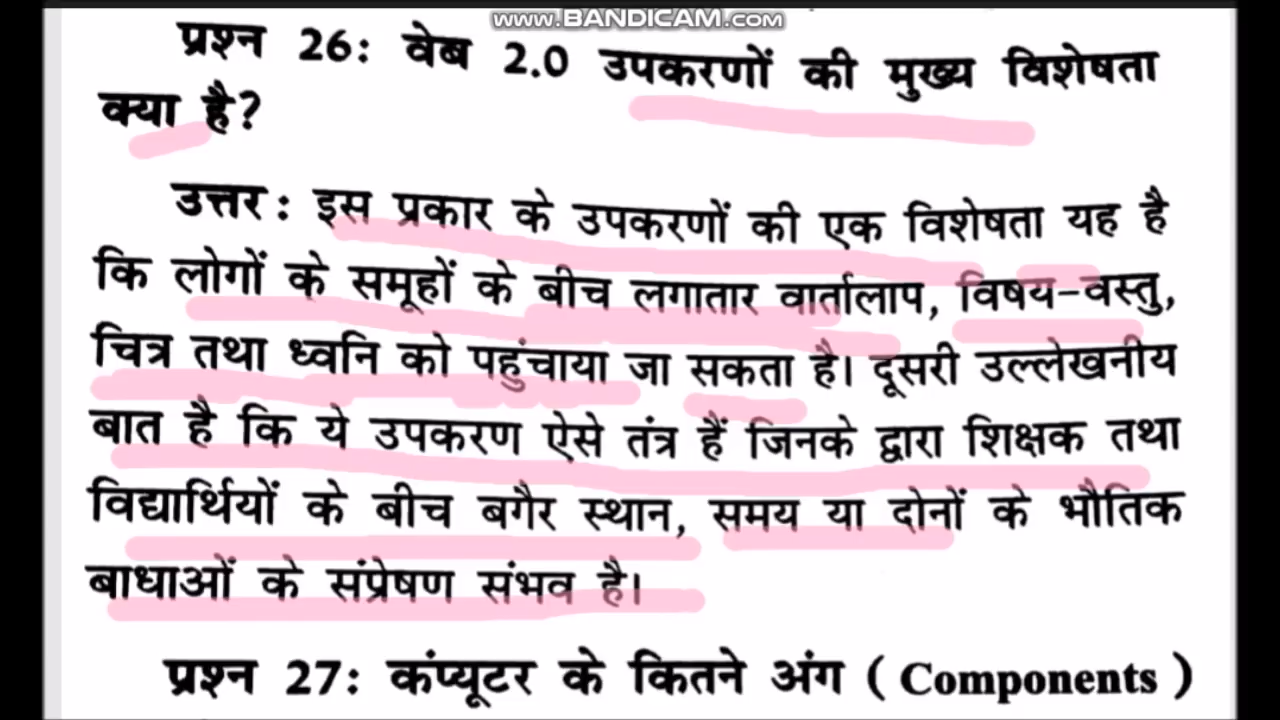 www.BANDICAM.com
प्रश्न 26: वेब 2.0 उपकरणों की मुख्य विशेषता
क्या है?
उत्तर: इस प्रकार के उपकरणों की एक विशेषता यह है
कि लोगों के समूहों के बीच लगातार वार्तालाप, विषय-वस्तु,
चित्र तथा ध्वनि को पहुंचाया जा सकता है। दूसरी उल्लेखनीय
बात है कि ये उपकरण ऐसे तंत्र हैं जिनके द्वारा शिक्षक तथा
विद्यार्थियों के बीच बगैर स्थान, समय या दोनों के भौतिक
बाधाओं के संप्रेषण संभव है।
प्रश्न 27: कंप्यूटर के कितने अंग (Components)